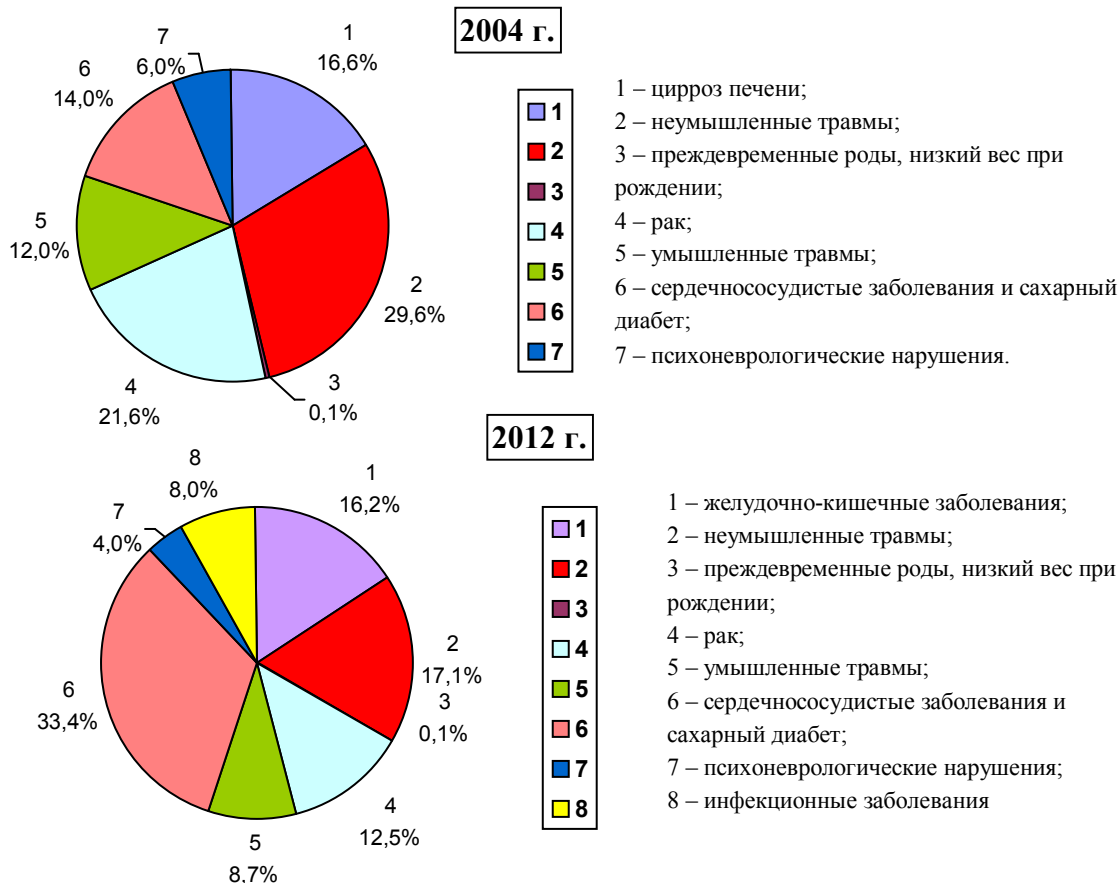 2004 г.
7
6,0%
1
16,6%
6
14,0%
5
12,0%
2
29,6%
4
21,6%
3
0,1%
1
2
3
4
5
6
7
1 – цирроз печени;
2 – неумышленные травмы;
3 – преждевременные роды, низкий вес при
рождении;
4 – рак;
5 – умышленные травмы;
6 – сердечнососудистые заболевания и сахарный
диабет;
7 – психоневрологические нарушения.
2012 г.
8
8,0%
1
16,2%
7
4,0%
2
17,1%
3
0,1%
6
33,4%
4
12,5%
5
8,7%
1
2
3
4
5
6
7
8
1 – желудочно-кишечные заболевания;
2 – неумышленные травмы;
3 – преждевременные роды, низкий вес при
рождении;
4 – рак;
5 – умышленные травмы;
6 – сердечнососудистые заболевания и
сахарный диабет;
7 – психоневрологические нарушения;
8 – инфекционные заболевания